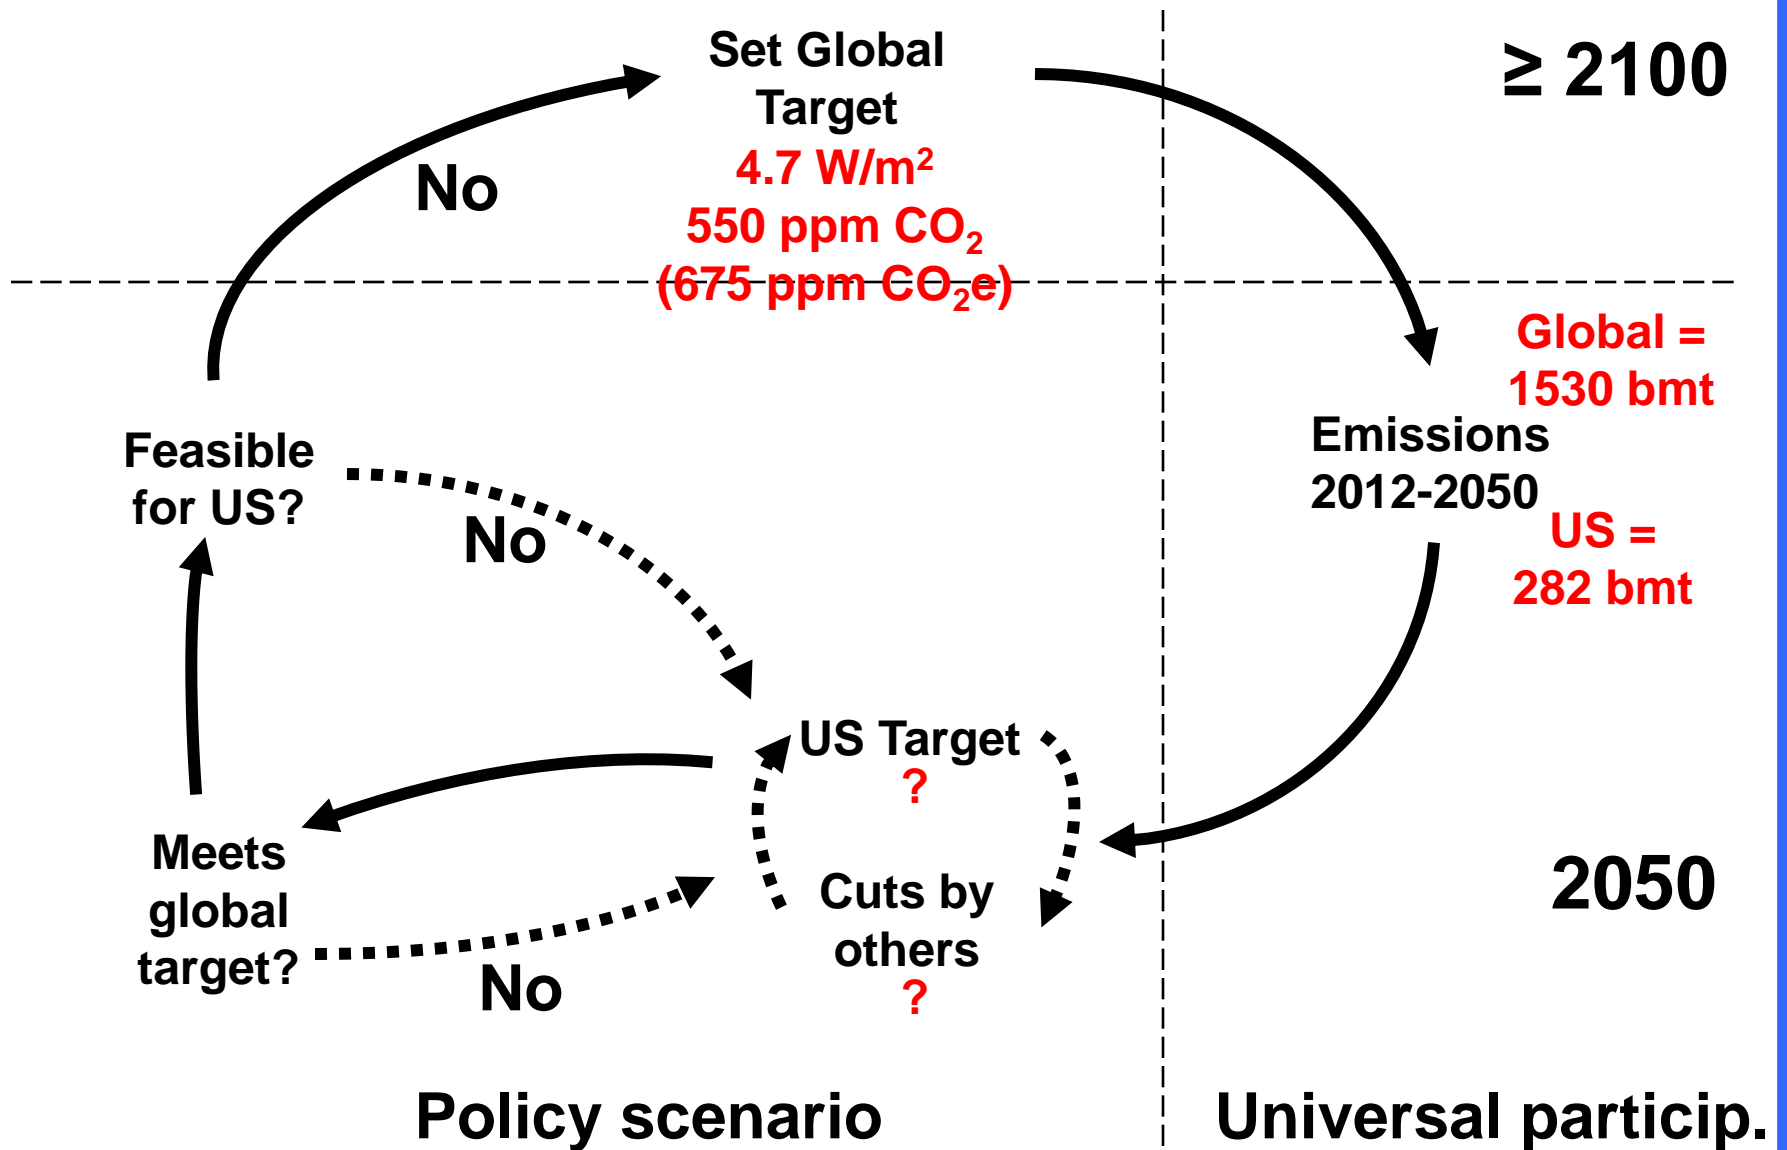 Set Global
Target
4.7 W/m²
550 ppm CO₂
(675 ppm CO₂e)
≥ 2100
No
Global =
1530 bmt
Emissions
2012-2050
US =
282 bmt
Feasible
for US?
No
US Target
?
Cuts by
others
?
Meets
global
target?
No
2050
Policy scenario
Universal particip.